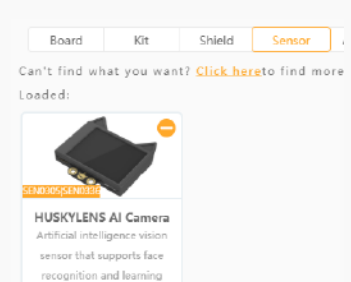 Board Kit Shield Sensor
Can't find what you want? Click hereto find more
Loaded:
SEN0305|SEN0336
HUSKYLENS AI Camera
Artificial intelligence vision
sensor that supports face
recognition and learning